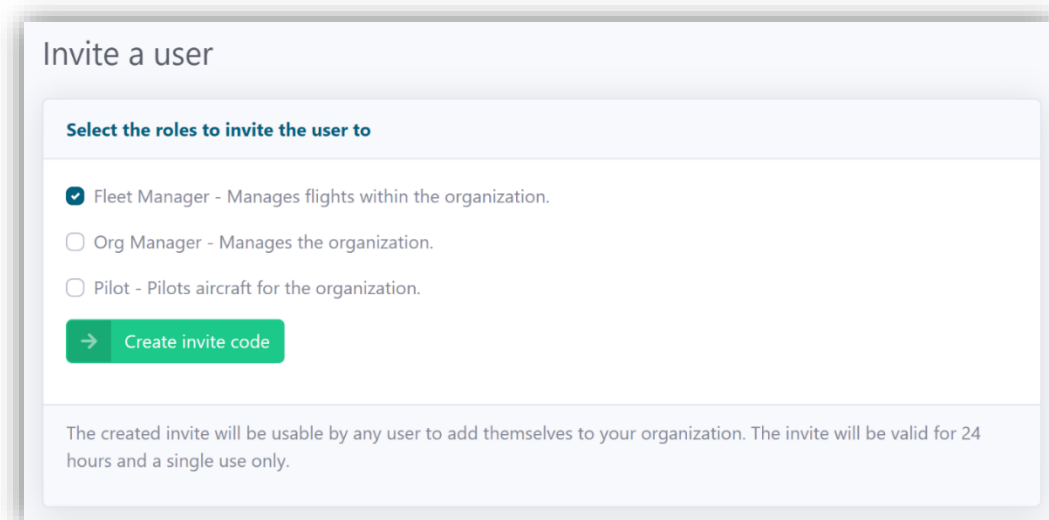 Invite a user
Select the roles to invite the user to
Fleet Manager - Manages flights within the organization.
Org Manager - Manages the organization.
Pilot - Pilots aircraft for the organization.
Create invite code
The created invite will be usable by any user to add themselves to your organization. The invite will be valid for 24
hours and a single use only.